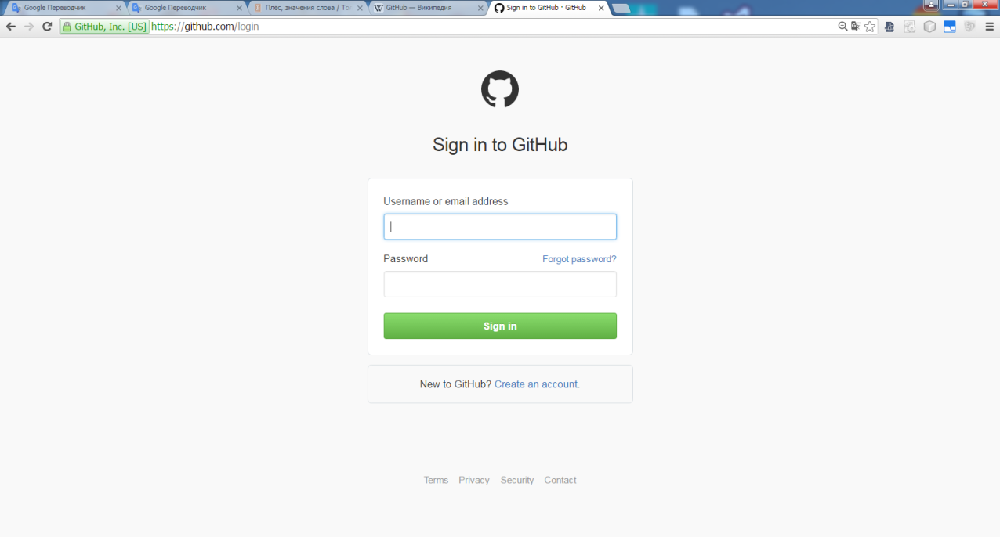 Google Переводчик
Google Переводчик
Плёс, значения слова / Тол
GitHub — Википедия
Sign in to GitHub · GitHub
GitHub, Inc. [US] https://github.com/login
Sign in to GitHub
Username or email address
Password
Forgot password?
Sign in
New to GitHub? Create an account.
Terms Privacy Security Contact